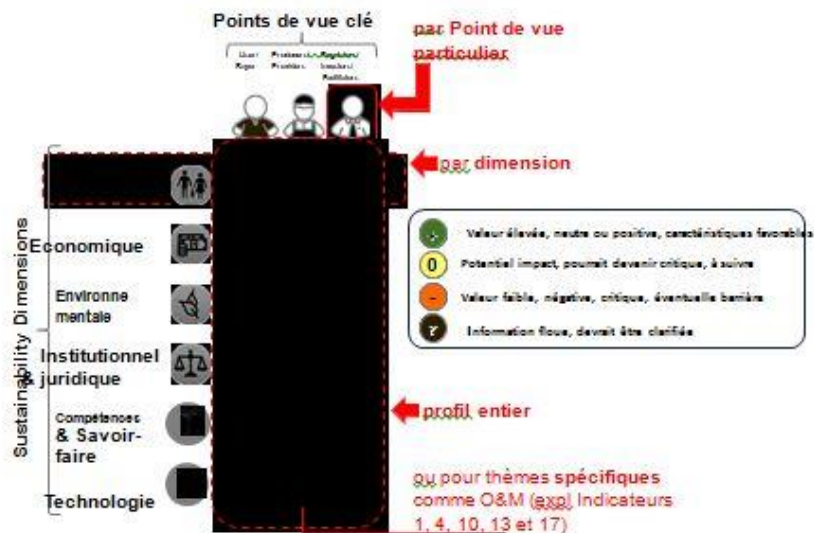 Points de vue clé
par Point de vue
particulier
par dimension
Sustainability Dimensions
Economique
Environne
mentale
Institutionnel
& juridique
Compétences
& Savoir-
faire
Technologie
+ Valeur élevée, neutre ou positive, caractéristiques favorables
0 Potentiel impact, pourrait devenir critique, à suivre
- Valeur faible, négative, critique, éventuelle barrière
? Information floue, devrait être clarifiée
profil entier
ou pour thèmes spécifiques
comme O&M (expl Indicateurs
1, 4, 10, 13 et 17)